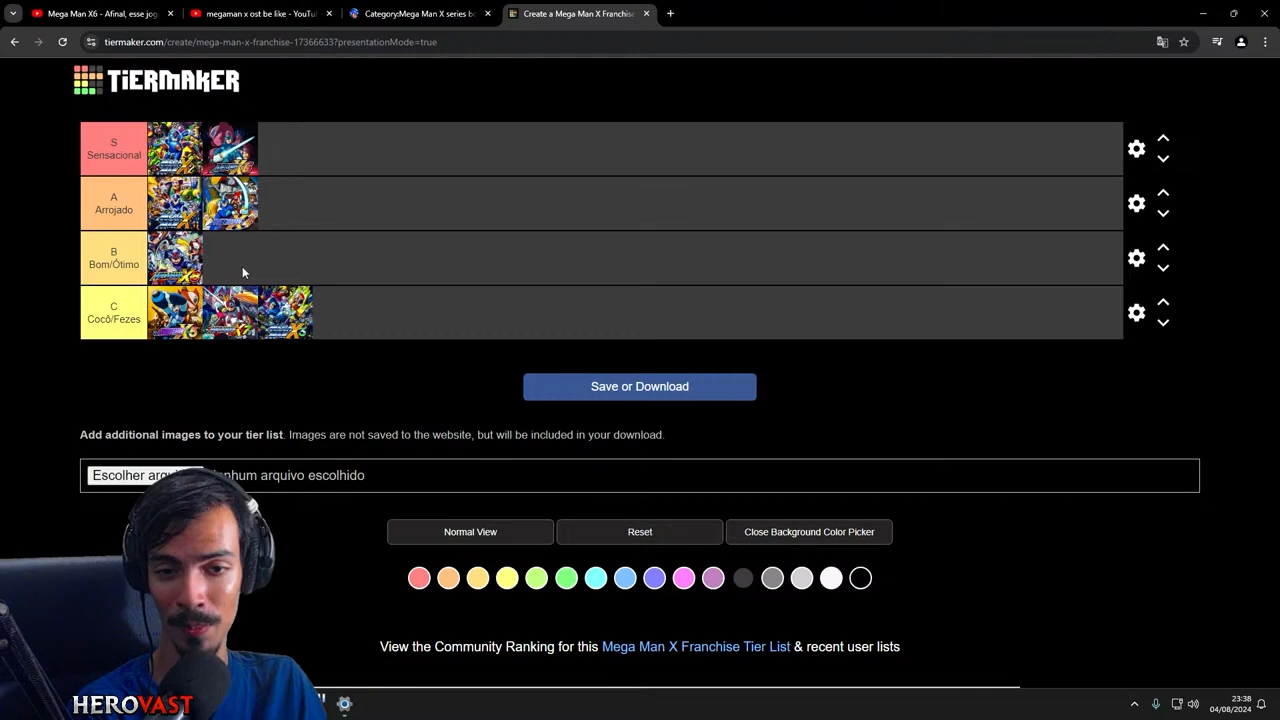 Mega Man X6 - Afinal, esse jog
megaman x ost be like - YouTu
Category:Mega Man X series bo
Create a Mega Man X Franchise
tiermaker.com/create/mega-man-x-franchise-17366633?presentationMode=true
TIERMAKER
S
Sensacional
A
Arrojado
B
Bom/Ótimo
C
Cocô/Fezes
Save or Download
Add additional images to your tier list. Images are not saved to the website, but will be included in your download.
Escolher arqui nhum arquivo escolhido
Normal View
Reset
Close Background Color Picker
View the Community Ranking for this Mega Man X Franchise Tier List & recent user lists
HEROVAST
23:38
04/08/2024